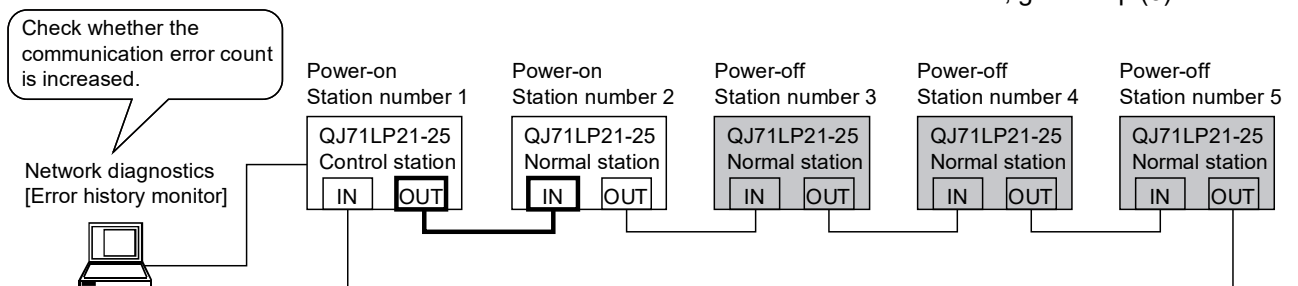 Check whether the
communication error count
is increased.
Power-on
Station number 1
Power-on
Station number 2
Power-off
Station number 3
Power-off
Station number 4
Power-off
Station number 5
QJ71LP21-25
Control station
IN OUT
QJ71LP21-25
Normal station
IN OUT
QJ71LP21-25
Normal station
IN OUT
QJ71LP21-25
Normal station
IN OUT
QJ71LP21-25
Normal station
IN OUT
Network diagnostics
[Error history monitor]